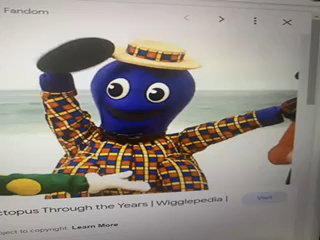 Fandom
ctopus Through the Years | Wigglepedia |
Visit
ject to copyright. Learn More